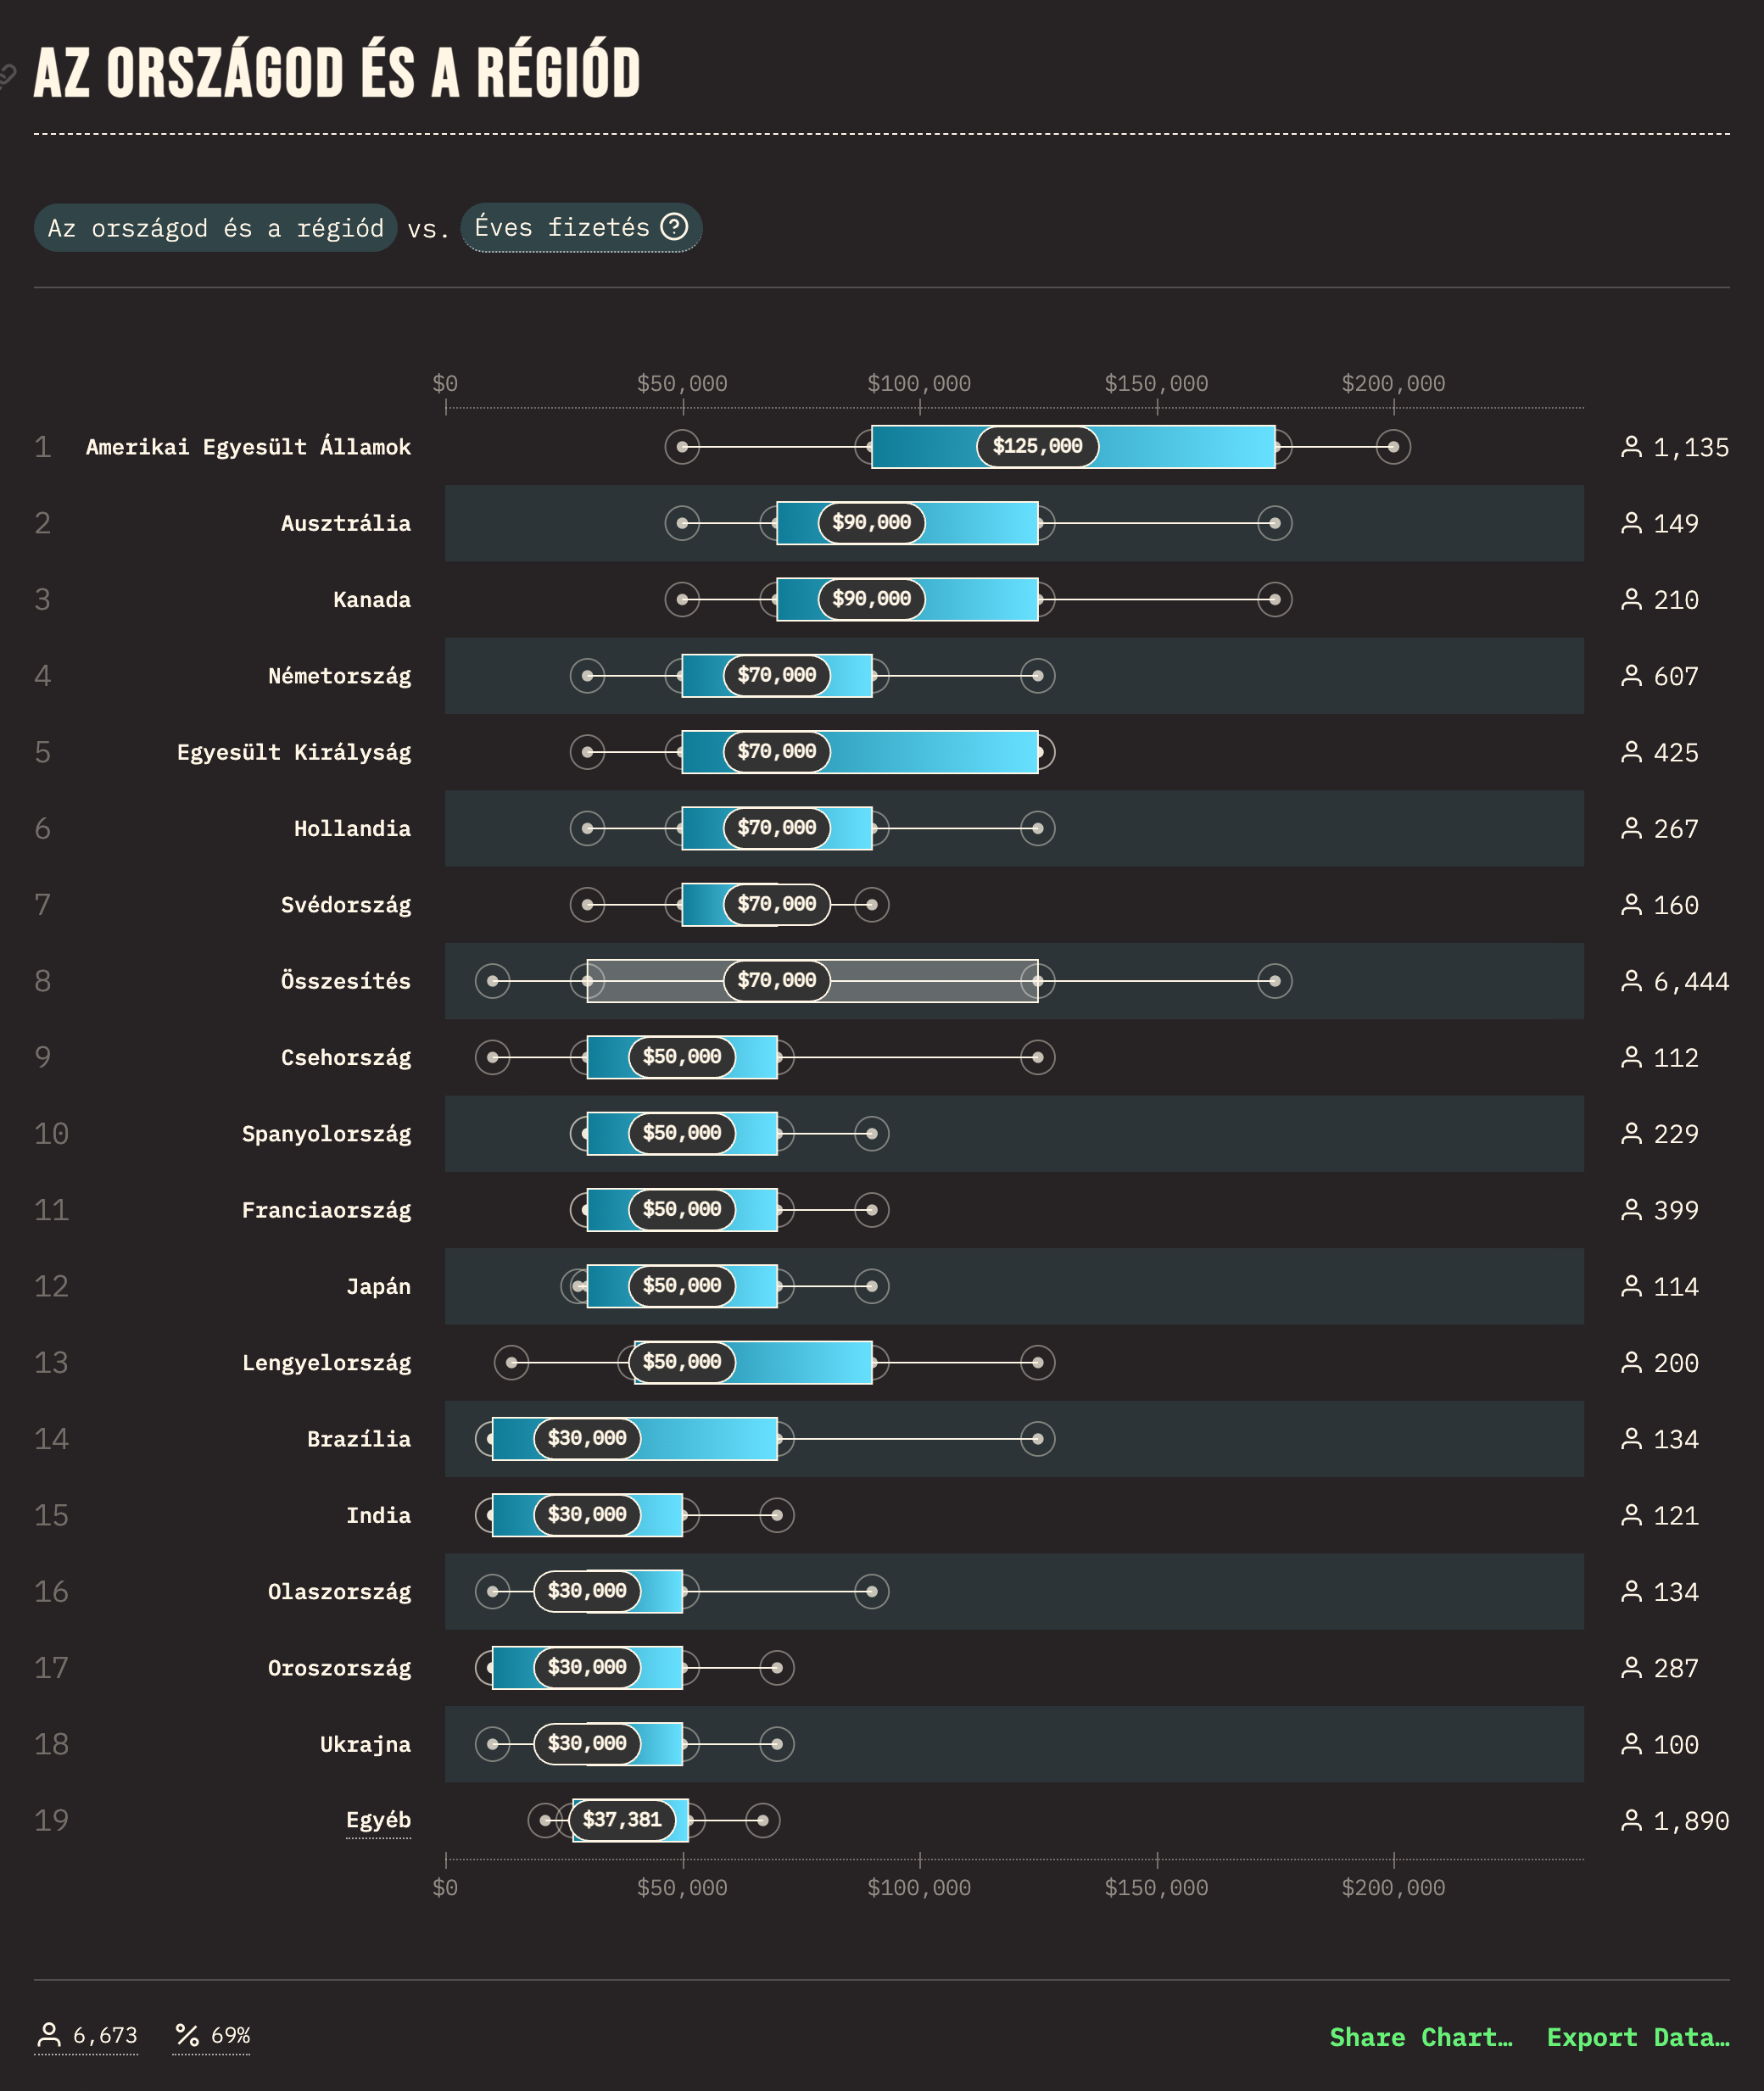 AZ ORSZÁGOD ÉS A RÉGIÓD
Az országod és a régiód vs. Éves fizetés ?
$0 $50,000 $100,000 $150,000 $200,000
1 Amerikai Egyesült Államok $125,000 1,135
2 Ausztrália $90,000 149
3 Kanada $90,000 210
4 Németország $70,000 607
5 Egyesült Királyság $70,000 425
6 Hollandia $70,000 267
7 Svédország $70,000 160
8 Összesítés $70,000 6,444
9 Csehország $50,000 112
10 Spanyolország $50,000 229
11 Franciaország $50,000 399
12 Japán $50,000 114
13 Lengyelország $50,000 200
14 Brazília $30,000 134
15 India $30,000 121
16 Olaszország $30,000 134
17 Oroszország $30,000 287
18 Ukrajna $30,000 100
19 Egyéb $37,381 1,890
$0 $50,000 $100,000 $150,000 $200,000
6,673 % 69% Share Chart… Export Data…